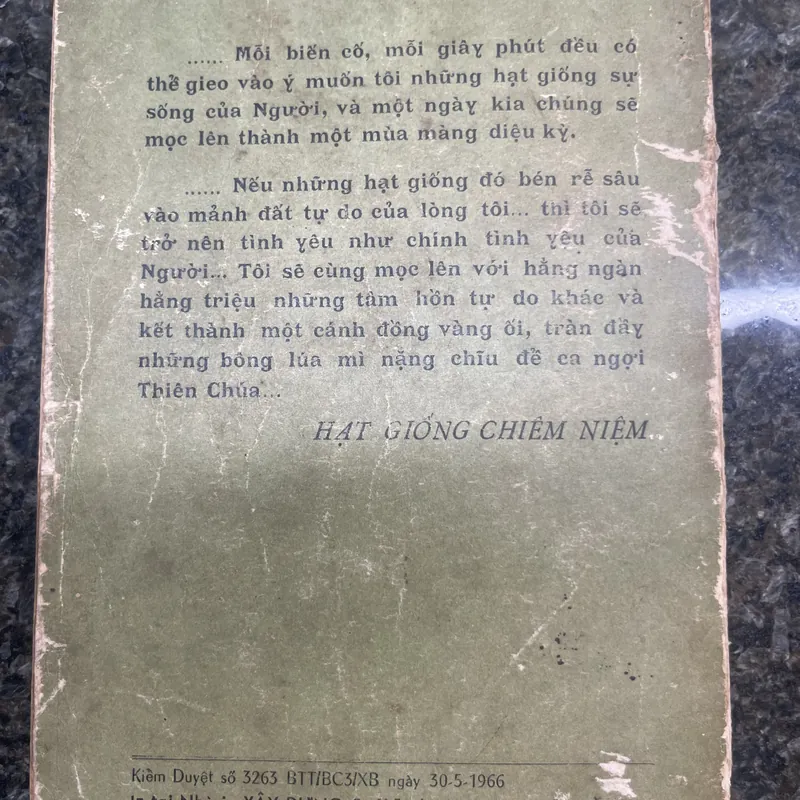 ...... Mỗi biến cố, mỗi giây phút đều có
thể gieo vào ý muốn tôi những hạt giống sự
sống của Người, và một ngày kia chúng sẽ
mọc lên thành một mùa màng diệu kỳ.
...... Nếu những hạt giống đó bén rễ sâu
vào mảnh đất tự do của lòng tôi... thì tôi sẽ
trở nên tình yêu như chính tình yêu của
Người... Tôi sẽ cùng mọc lên với hằng ngàn
hằng triệu những tâm hồn tự do khác và
kết thành một cánh đồng vàng ối, tràn đầy
những bông lúa mì nặng chĩu để ca ngợi
Thiên Chúa...
HẠT GIỐNG CHIÊM NIỆM
Kiểm Duyệt số 3263 BTT/BC3/XB ngày 30-5-1966